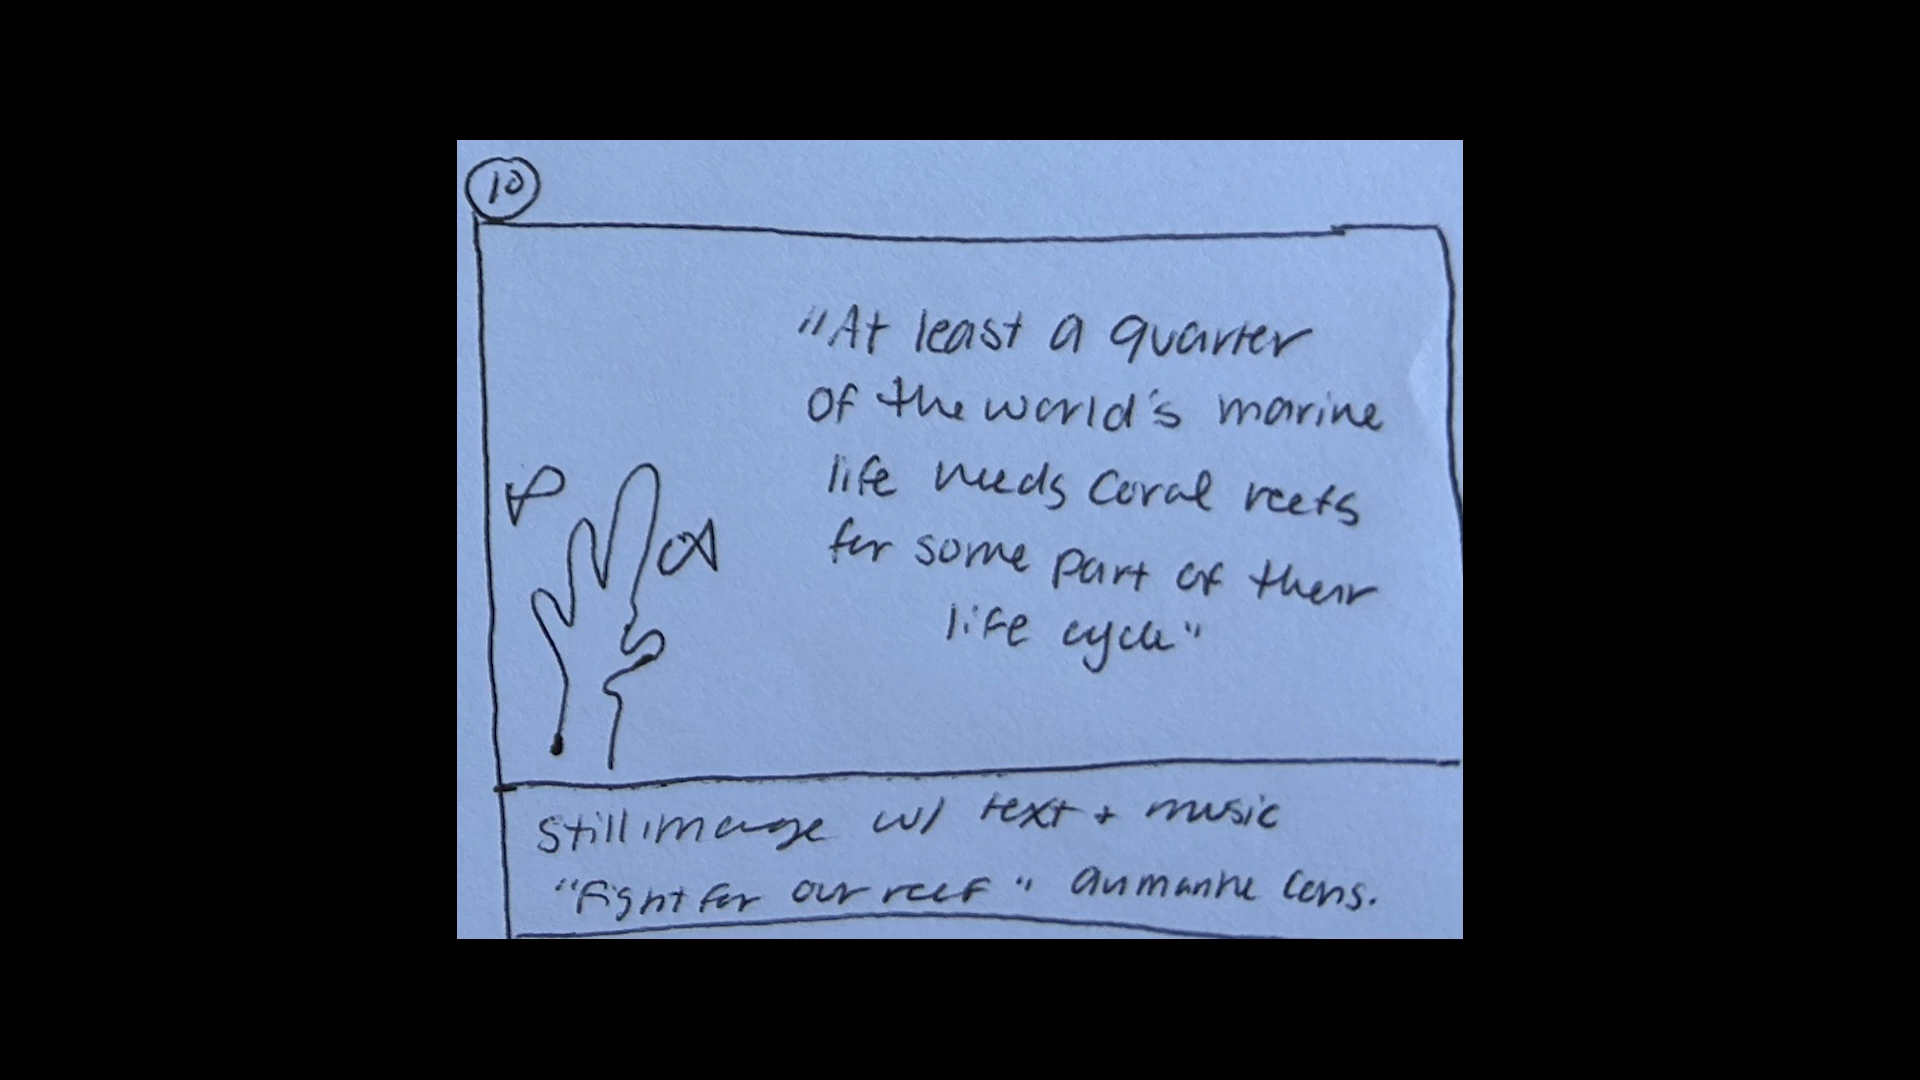 10
"At least a quarter
of the world's marine
life needs coral reefs
for some part of their
life cycle"
Still image w/ text + music
"Fight for our reef" Cons.